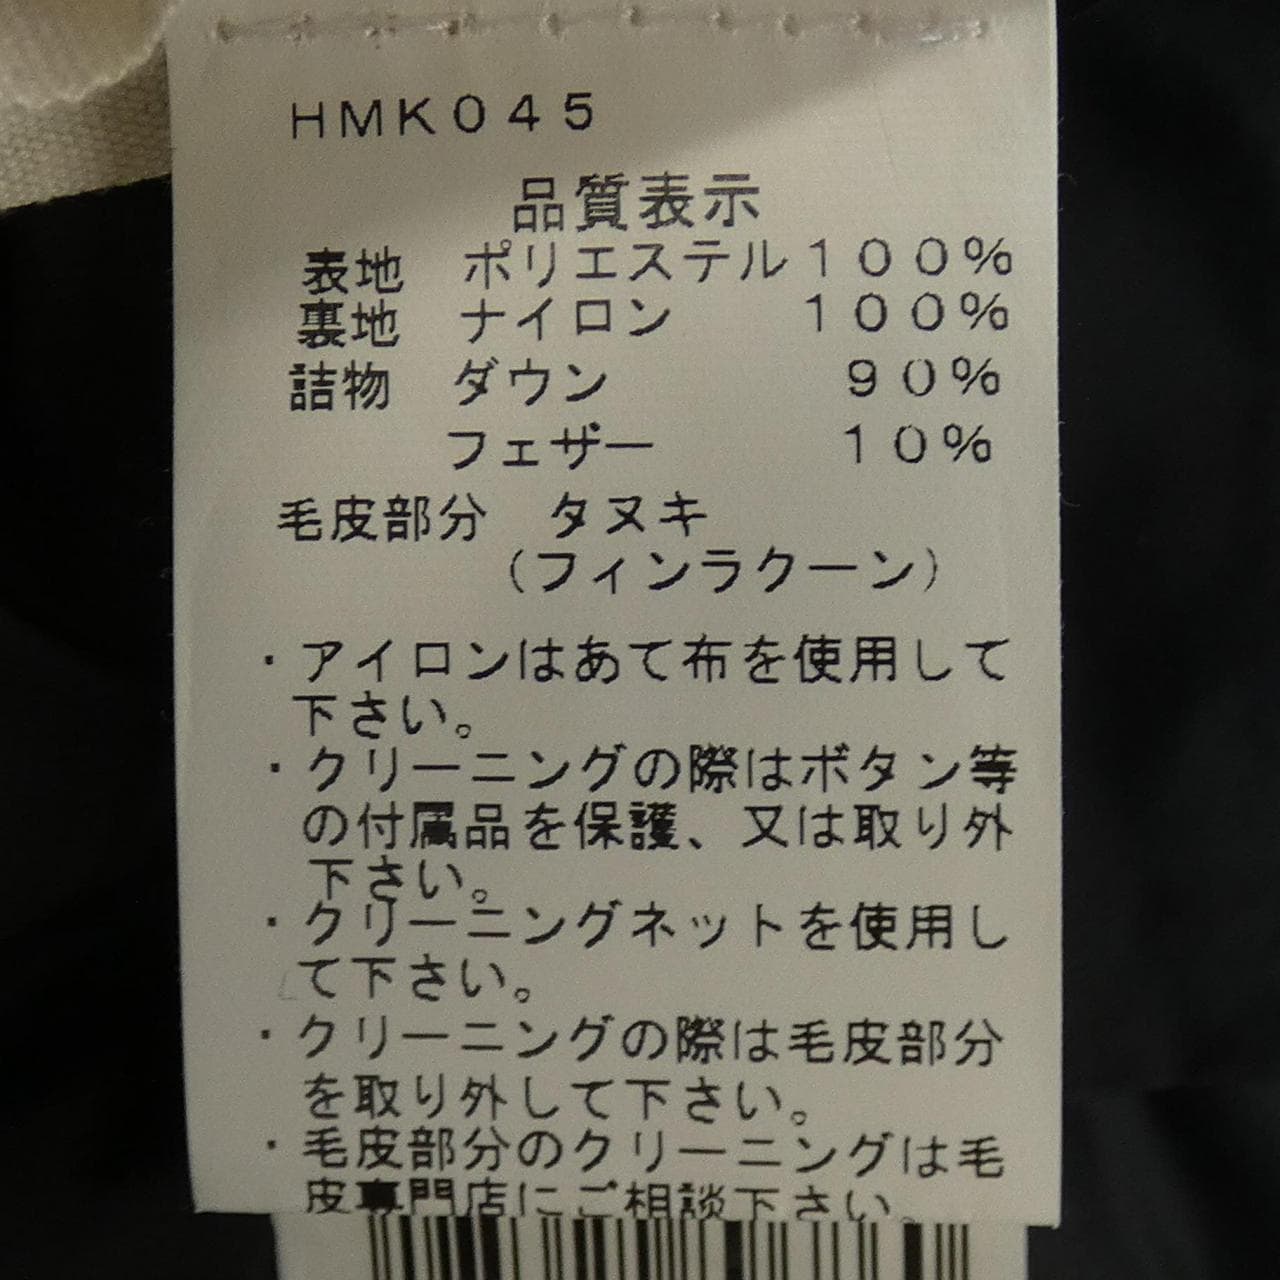 HMK045
品質表示
表地 ポリエステル100%
裏地 ナイロン 100%
詰物 ダウン 90%
フェザー 10%
毛皮部分 タヌキ
(フィンラクーン)
・アイロンはあて布を使用して
下さい。
・クリーニングの際はボタン等
の付属品を保護、又は取り外
下さい。
・クリーニングネットを使用し
て下さい。
・クリーニングの際は毛皮部分
を取り外して下さい。
・毛皮部分のクリーニングは毛
皮専門店にご相談下さい。